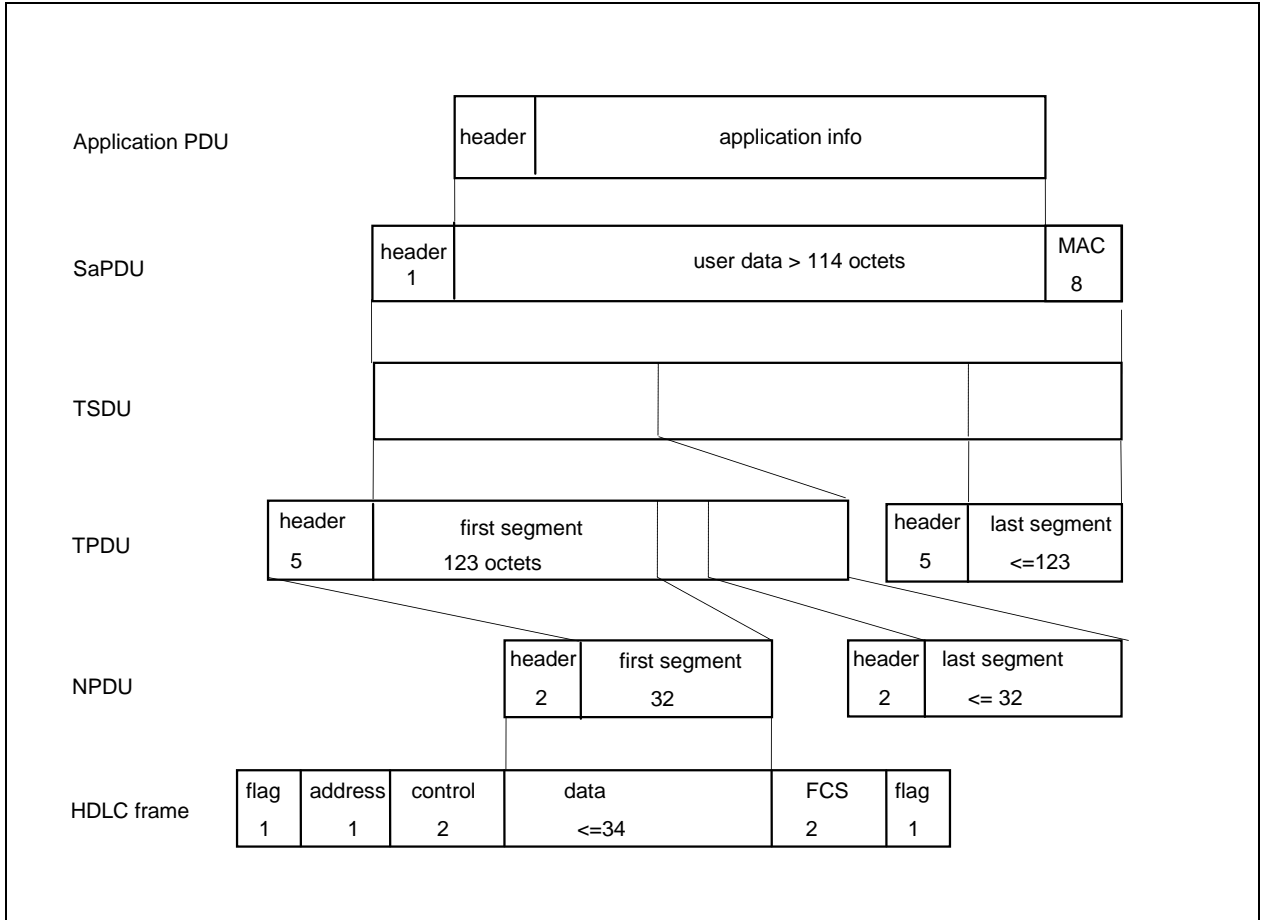 Application PDU
header
application info
SaPDU
header
1
user data > 114 octets
MAC
8
TSDU
TPDU
header
5
first segment
123 octets
header
5
last segment
<=123
NPDU
header
2
first segment
32
header
2
last segment
<= 32
HDLC frame
flag
1
address
1
control
2
data
<=34
FCS
2
flag
1